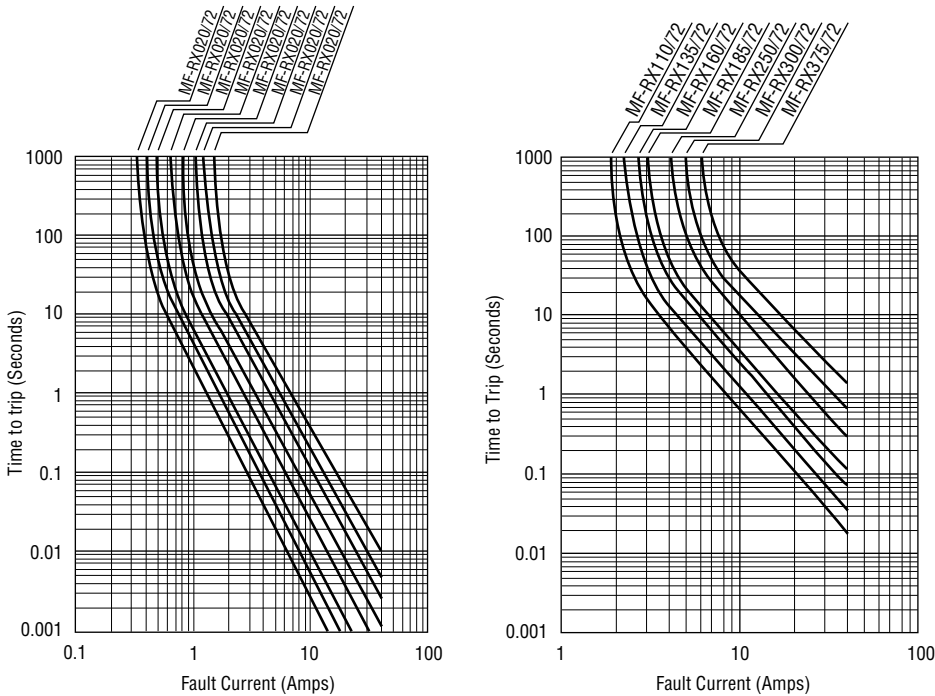 MF-RX020/72
MF-RX020/72
MF-RX020/72
MF-RX020/72
MF-RX020/72
MF-RX020/72
MF-RX020/72
MF-RX020/72
1000
100
10
1
0.1
0.01
0.001
Time to trip (Seconds)
0.1
1
10
100
Fault Current (Amps)
MF-RX110/72
MF-RX135/72
MF-RX160/72
MF-RX185/72
MF-RX250/72
MF-RX300/72
MF-RX375/72
1000
100
10
1
0.1
0.01
0.001
Time to Trip (Seconds)
1
10
100
Fault Current (Amps)